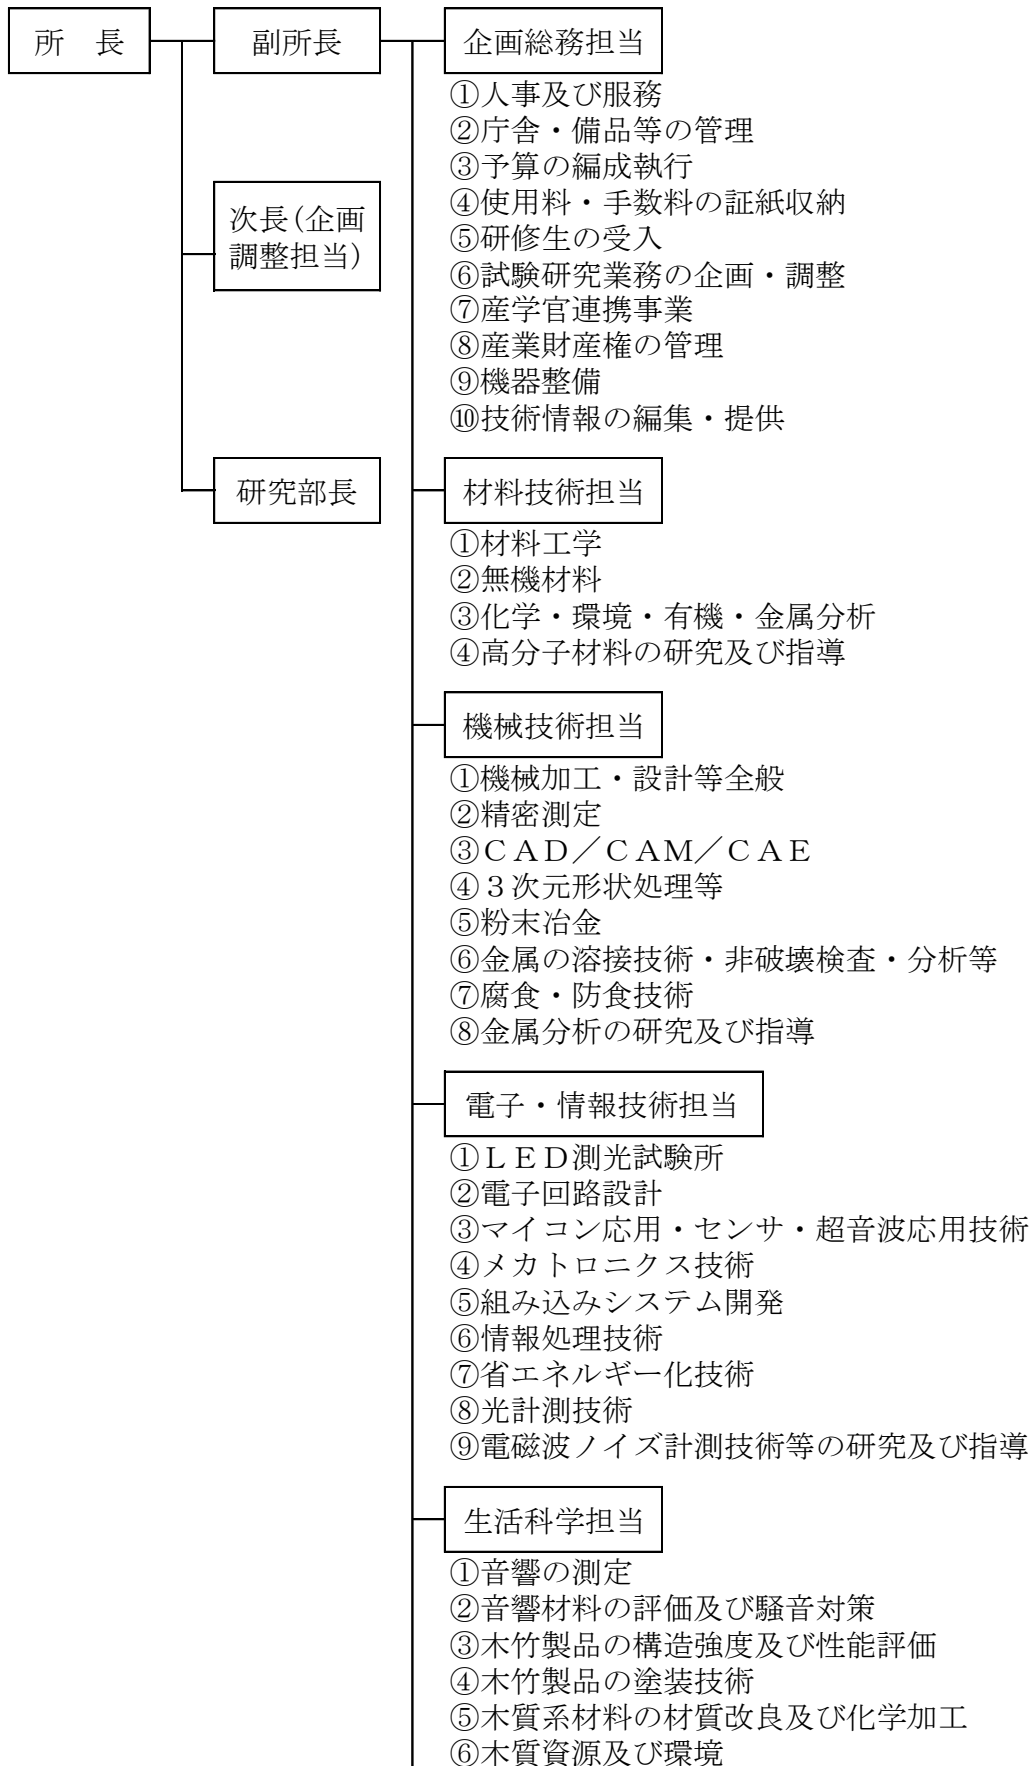 所　長
副所長
企画総務担当
①人事及び服務
②庁舎・備品等の管理
③予算の編成執行
④使用料・手数料の証紙収納
⑤研修生の受入
⑥試験研究業務の企画・調整
⑦産学官連携事業
⑧産業財産権の管理
⑨機器整備
⑩技術情報の編集・提供
次長(企画
調整担当)
研究部長
材料技術担当
①材料工学
②無機材料
③化学・環境・有機・金属分析
④高分子材料の研究及び指導
機械技術担当
①機械加工・設計等全般
②精密測定
③ＣＡＤ／ＣＡＭ／ＣＡＥ
④３次元形状処理等
⑤粉末冶金
⑥金属の溶接技術・非破壊検査・分析等
⑦腐食・防食技術
⑧金属分析の研究及び指導
電子・情報技術担当
①ＬＥＤ測光試験所
②電子回路設計
③マイコン応用・センサ・超音波応用技術
④メカトロニクス技術
⑤組み込みシステム開発
⑥情報処理技術
⑦省エネルギー化技術
⑧光計測技術
⑨電磁波ノイズ計測技術等の研究及び指導
生活科学担当
①音響の測定
②音響材料の評価及び騒音対策
③木竹製品の構造強度及び性能評価
④木竹製品の塗装技術
⑤木質系材料の材質改良及び化学加工
⑥木質資源及び環境